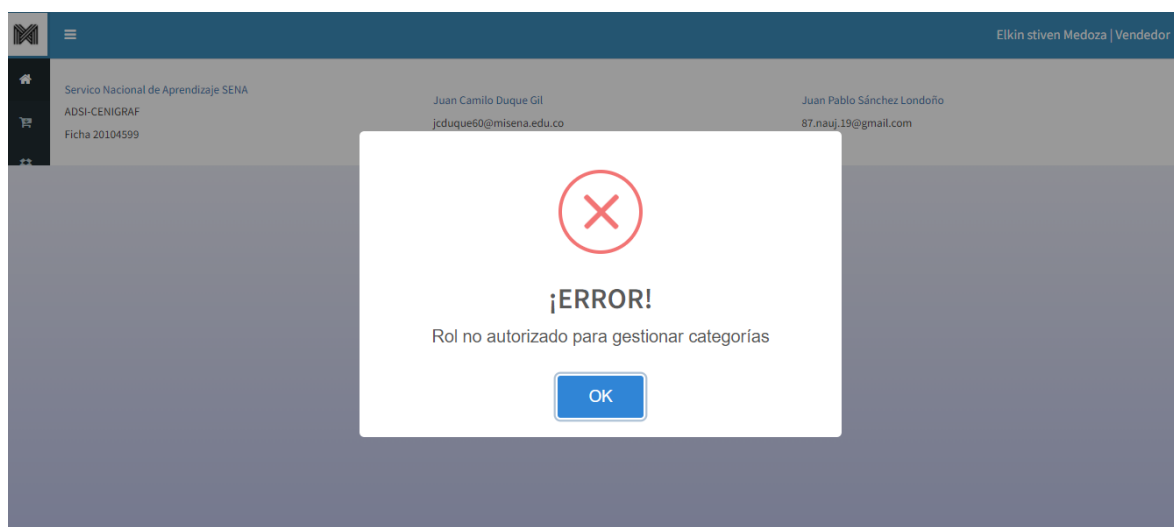 Elkin stiven Medoza | Vendedor
Servico Nacional de Aprendizaje SENA
ADSI-CENIGRAF
Ficha 20104599
Juan Camilo Duque Gil
jcduque60@misena.edu.co
Juan Pablo Sánchez Londoño
87.nauj.19@gmail.com
¡ERROR!
Rol no autorizado para gestionar categorías
OK